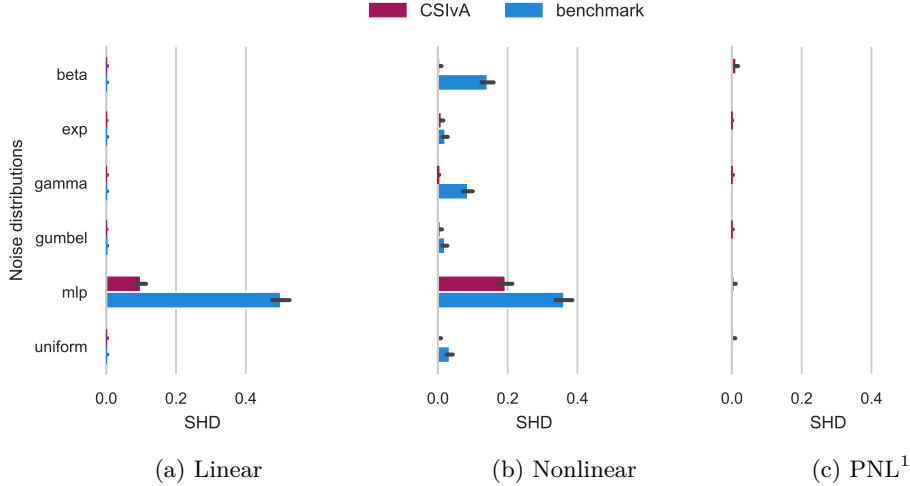 CSIvA benchmark
Noise distributions
beta
exp
gamma
gumbel
mlp
uniform
0.0 0.2 0.4
SHD
(a) Linear
0.0 0.2 0.4
SHD
(b) Nonlinear
0.0 0.2 0.4
SHD
(c) PNL¹